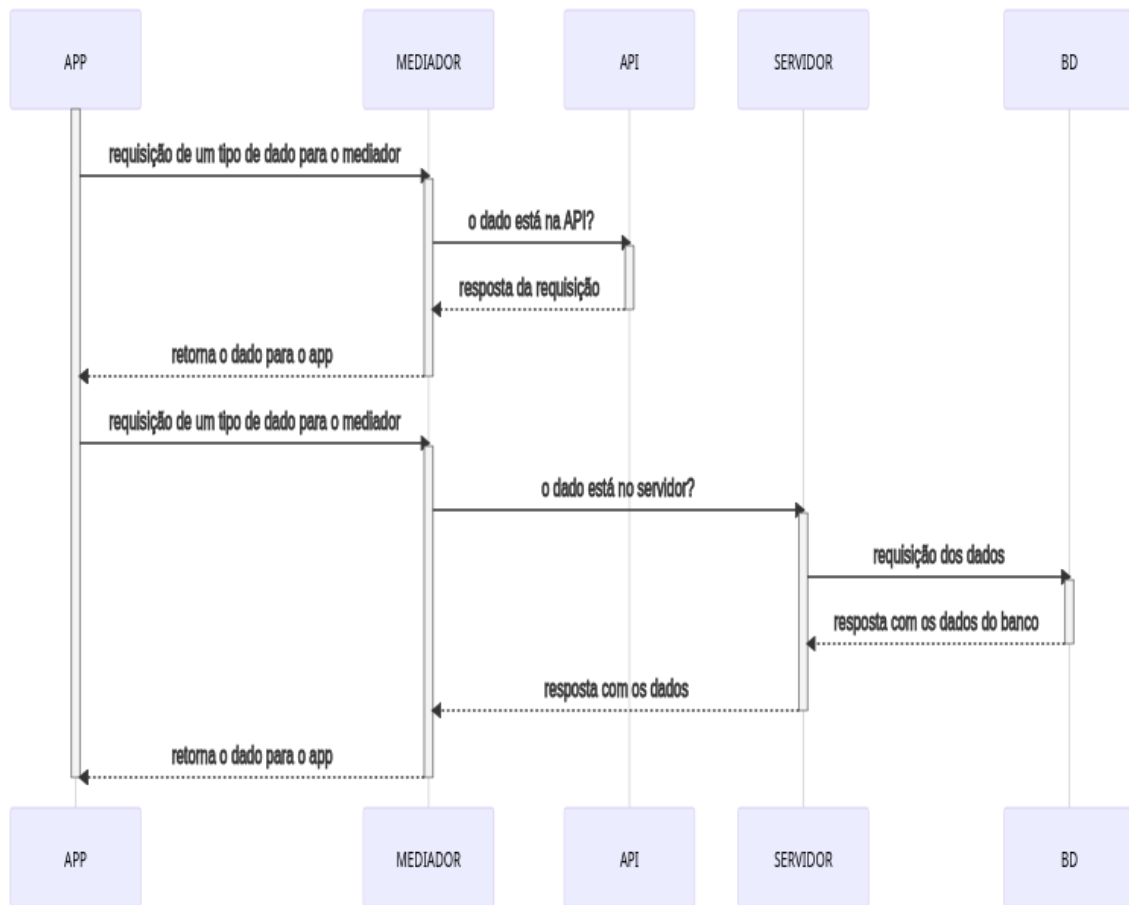 APP
MEDIADOR
API
SERVIDOR
BD
requisição de um tipo de dado para o mediador
o dado está na API?
resposta da requisição
retorna o dado para o app
requisição de um tipo de dado para o mediador
o dado está no servidor?
requisição dos dados
resposta com os dados do banco
resposta com os dados
retorna o dado para o app
APP
MEDIADOR
API
SERVIDOR
BD